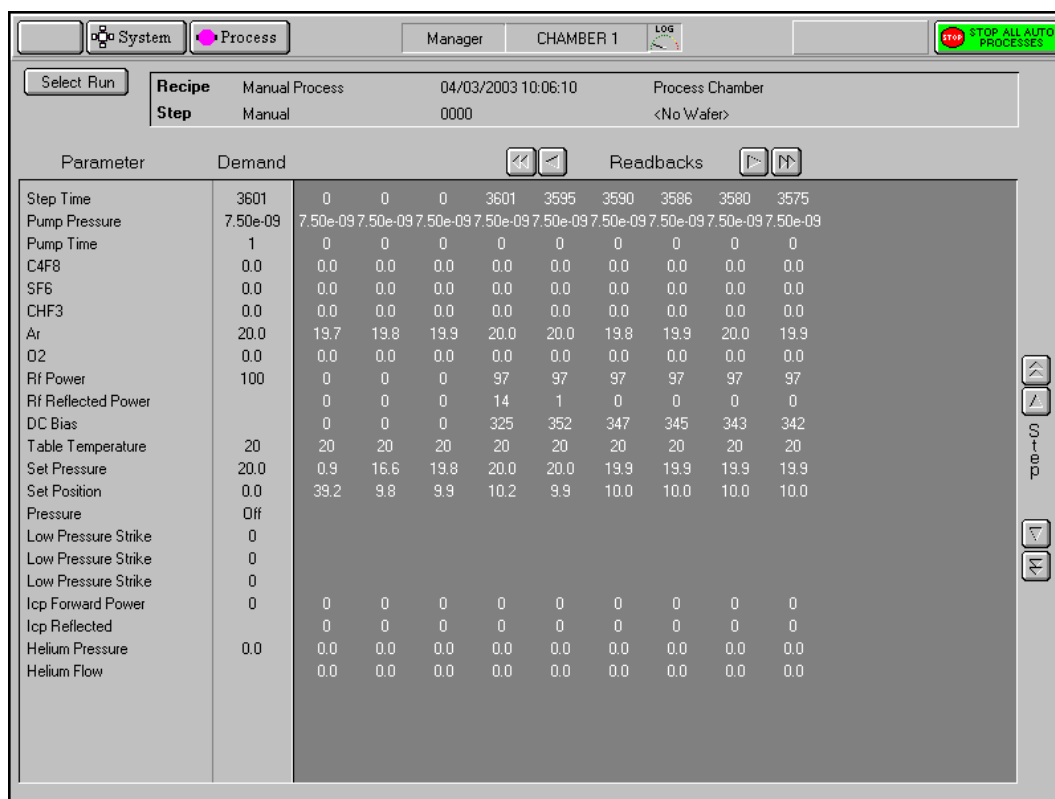 System Process Manager CHAMBER 1 LOG STOP STOP ALL AUTO PROCESSES
Select Run
Recipe Manual Process 04/03/2003 10:06:10 Process Chamber
Step Manual 0000 <No Wafer>
Parameter Demand Readbacks
Step Time 3601 0 0 0 3601 3595 3590 3586 3580 3575
Pump Pressure 7.50e-09 7.50e-09 7.50e-09 7.50e-09 7.50e-09 7.50e-09 7.50e-09 7.50e-09 7.50e-09 7.50e-09
Pump Time 1 0 0 0 0 0 0 0 0 0
C4F8 0.0 0.0 0.0 0.0 0.0 0.0 0.0 0.0 0.0 0.0
SF6 0.0 0.0 0.0 0.0 0.0 0.0 0.0 0.0 0.0 0.0
CHF3 0.0 0.0 0.0 0.0 0.0 0.0 0.0 0.0 0.0 0.0
Ar 20.0 19.7 19.8 19.9 20.0 20.0 19.8 19.9 20.0 19.9
O2 0.0 0.0 0.0 0.0 0.0 0.0 0.0 0.0 0.0 0.0
Rf Power 100 0 0 0 97 97 97 97 97 97
Rf Reflected Power 0 0 0 14 1 0 0 0 0
DC Bias 0 0 0 325 352 347 345 343 342
Table Temperature 20 20 20 20 20 20 20 20 20 20
Set Pressure 20.0 0.9 16.6 19.8 20.0 20.0 19.9 19.9 19.9 19.9
Set Position 0.0 39.2 9.8 9.9 10.2 9.9 10.0 10.0 10.0 10.0
Pressure Off
Low Pressure Strike 0
Low Pressure Strike 0
Low Pressure Strike 0
Icp Forward Power 0 0 0 0 0 0 0 0 0 0
Icp Reflected 0 0 0 0 0 0 0 0 0
Helium Pressure 0.0 0.0 0.0 0.0 0.0 0.0 0.0 0.0 0.0 0.0
Helium Flow 0.0 0.0 0.0 0.0 0.0 0.0 0.0 0.0 0.0
Step